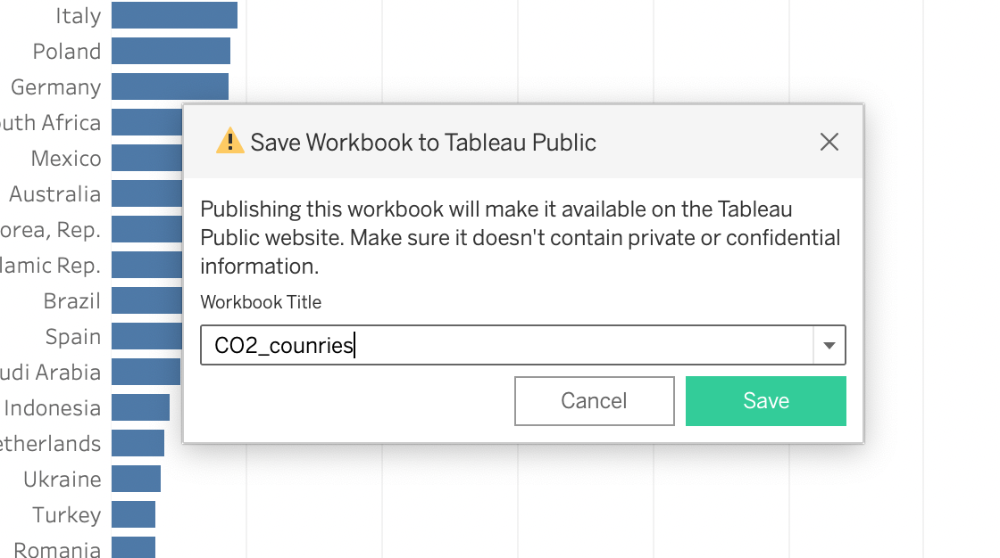 Italy
Poland
Germany
outh Africa
Mexico
Australia
orea, Rep.
lamic Rep.
Brazil
Spain
udi Arabia
Indonesia
etherlands
Ukraine
Turkey
Romania
Save Workbook to Tableau Public
Publishing this workbook will make it available on the Tableau
Public website. Make sure it doesn't contain private or confidential
information.
Workbook Title
CO2_counries
Cancel
Save